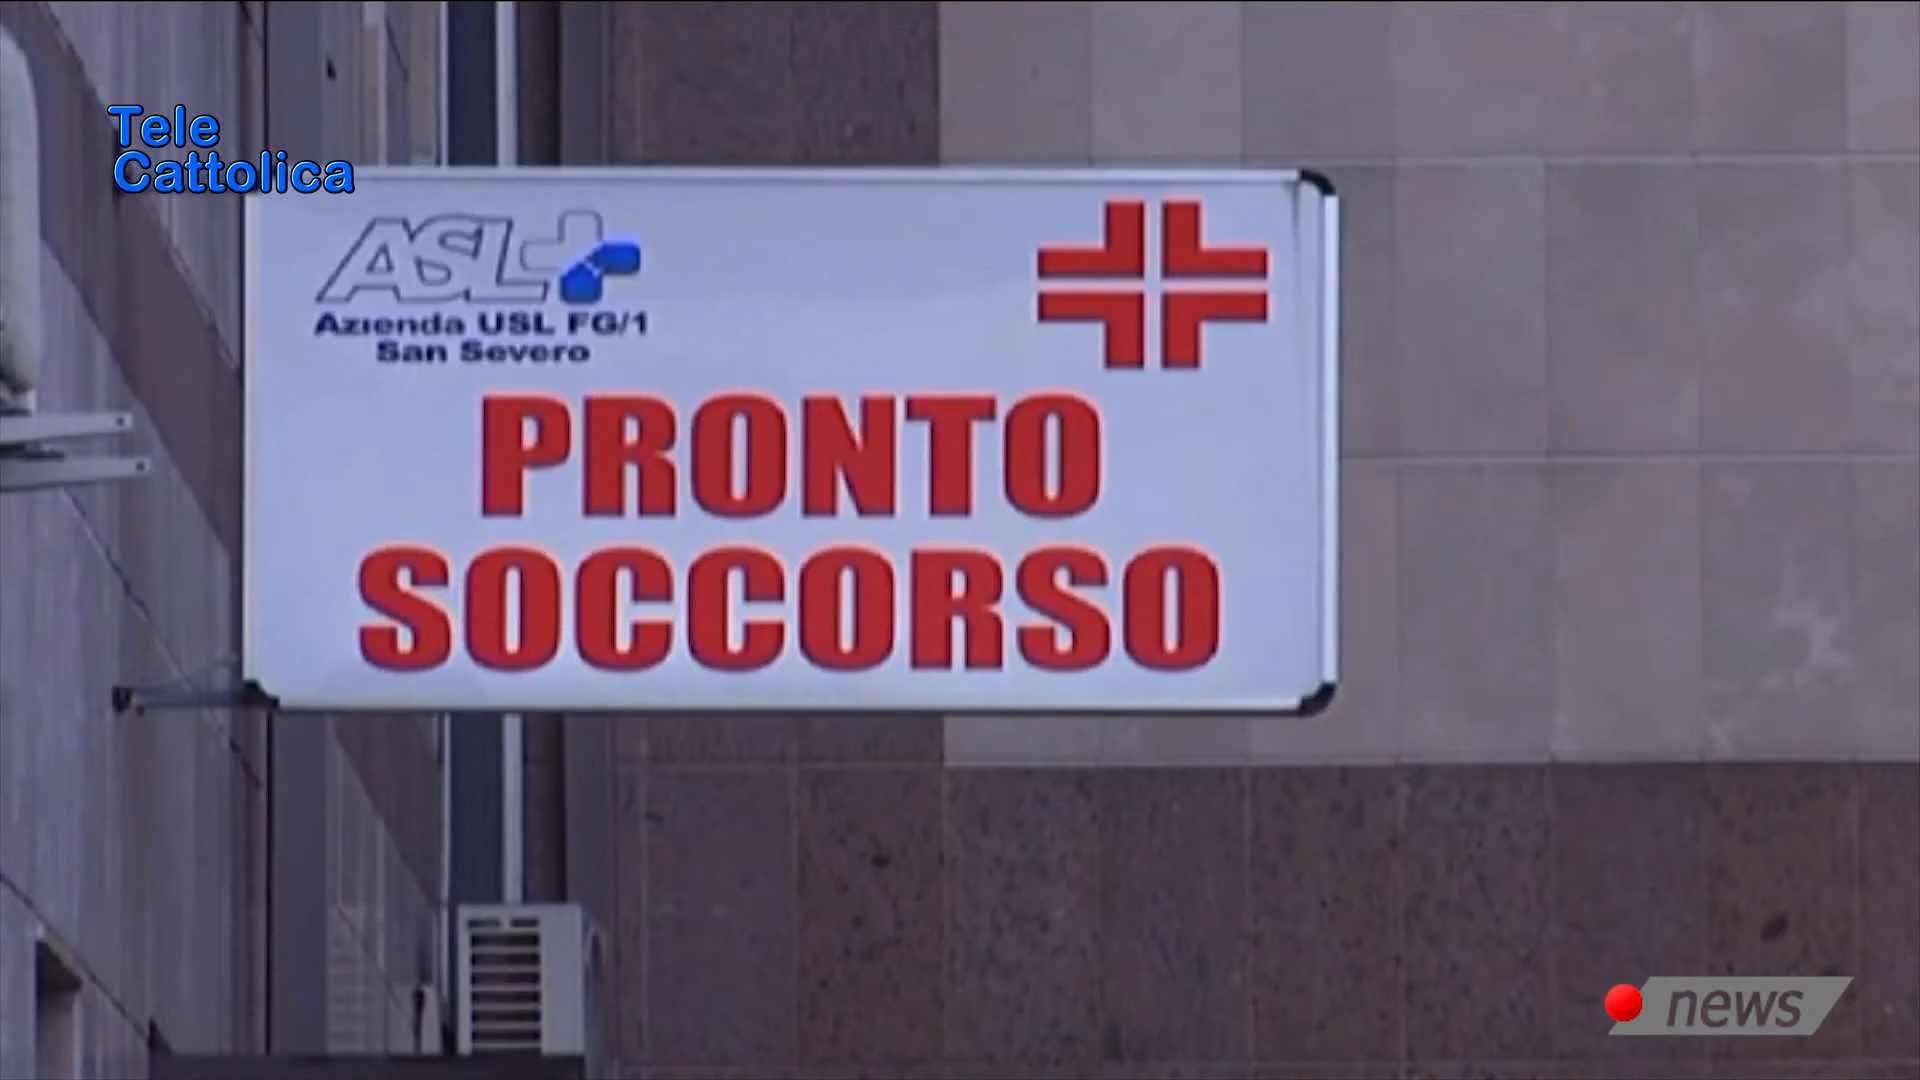 Tele
Cattolica
ASL
Azienda USL FG/1
San Severo
PRONTO
SOCCORSO
news